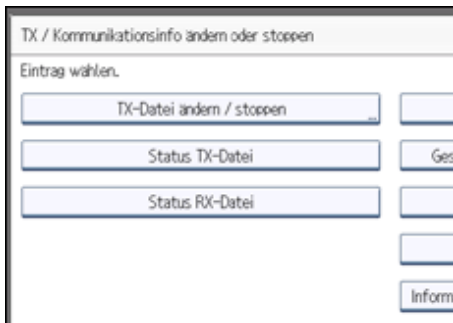 TX / Kommunikationsinfo ändern oder stoppen
Eintrag wählen.
TX-Datei ändern / stoppen
Status TX-Datei
Ges
Status RX-Datei
Inform